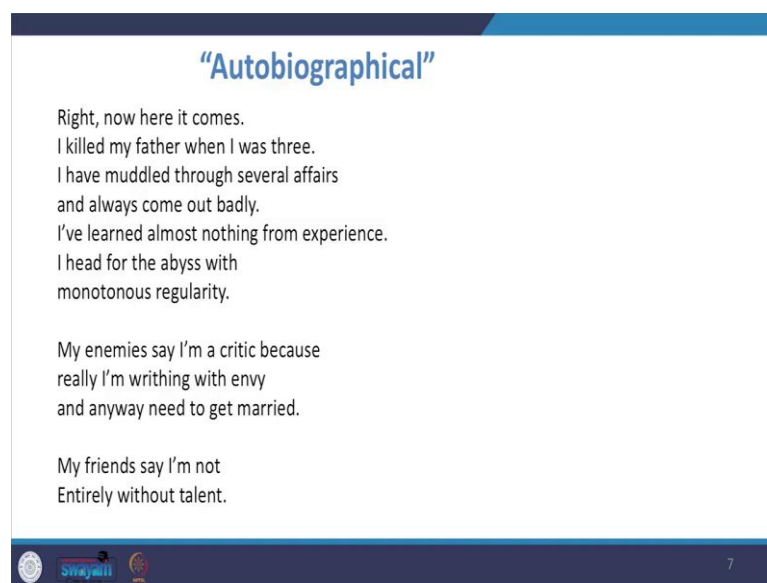 “Autobiographical”
Right, now here it comes.
I killed my father when I was three.
I have muddled through several affairs
and always come out badly.
I’ve learned almost nothing from experience.
I head for the abyss with
monotonous regularity.
My enemies say I’m a critic because
really I’m writhing with envy
and anyway need to get married.
My friends say I’m not
Entirely without talent.
swayam
7